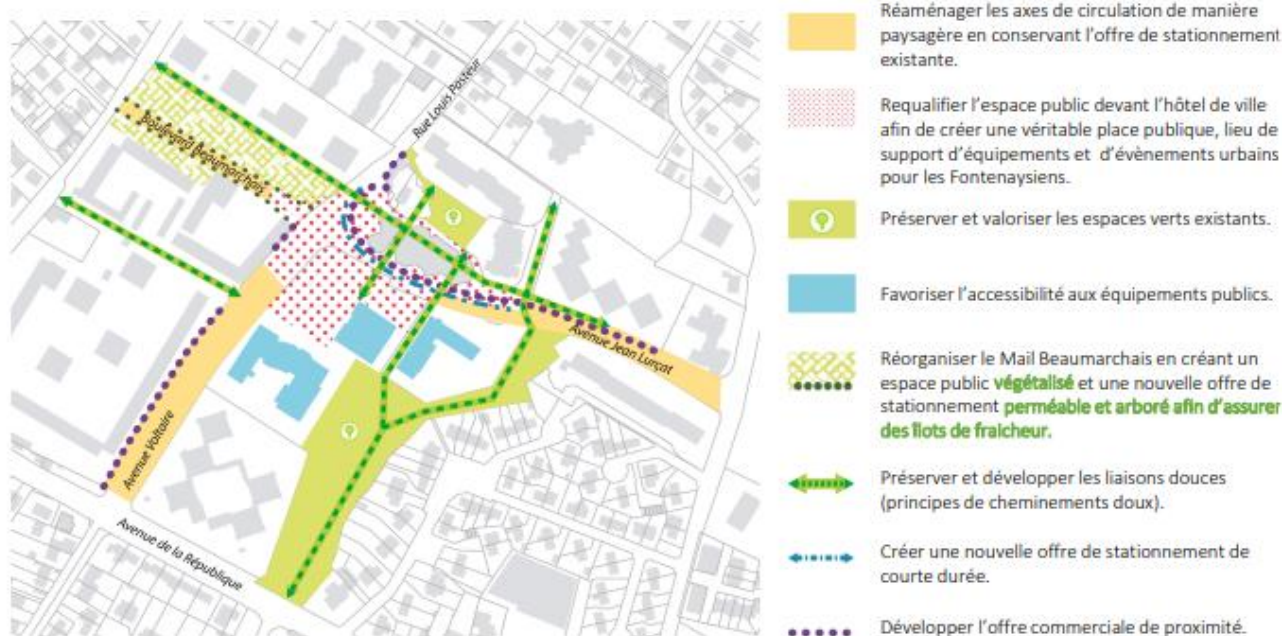 Rue Louis Pasteur
Boulevard Beaumarchais
Avenue Jean Lurçat
Avenue Voltaire
Avenue de la République
Réaménager les axes de circulation de manière
paysagère en conservant l'offre de stationnement
existante.
Requalifier l'espace public devant l'hôtel de ville
afin de créer une véritable place publique, lieu de
support d'équipements et d'évènements urbains
pour les Fontenaysiens.
Préserver et valoriser les espaces verts existants.
Favoriser l'accessibilité aux équipements publics.
Réorganiser le Mail Beaumarchais en créant un
espace public végétalisé et une nouvelle offre de
stationnement perméable et arboré afin d'assurer
des îlots de fraicheur.
Préserver et développer les liaisons douces
(principes de cheminements doux).
Créer une nouvelle offre de stationnement de
courte durée.
Développer l'offre commerciale de proximité.